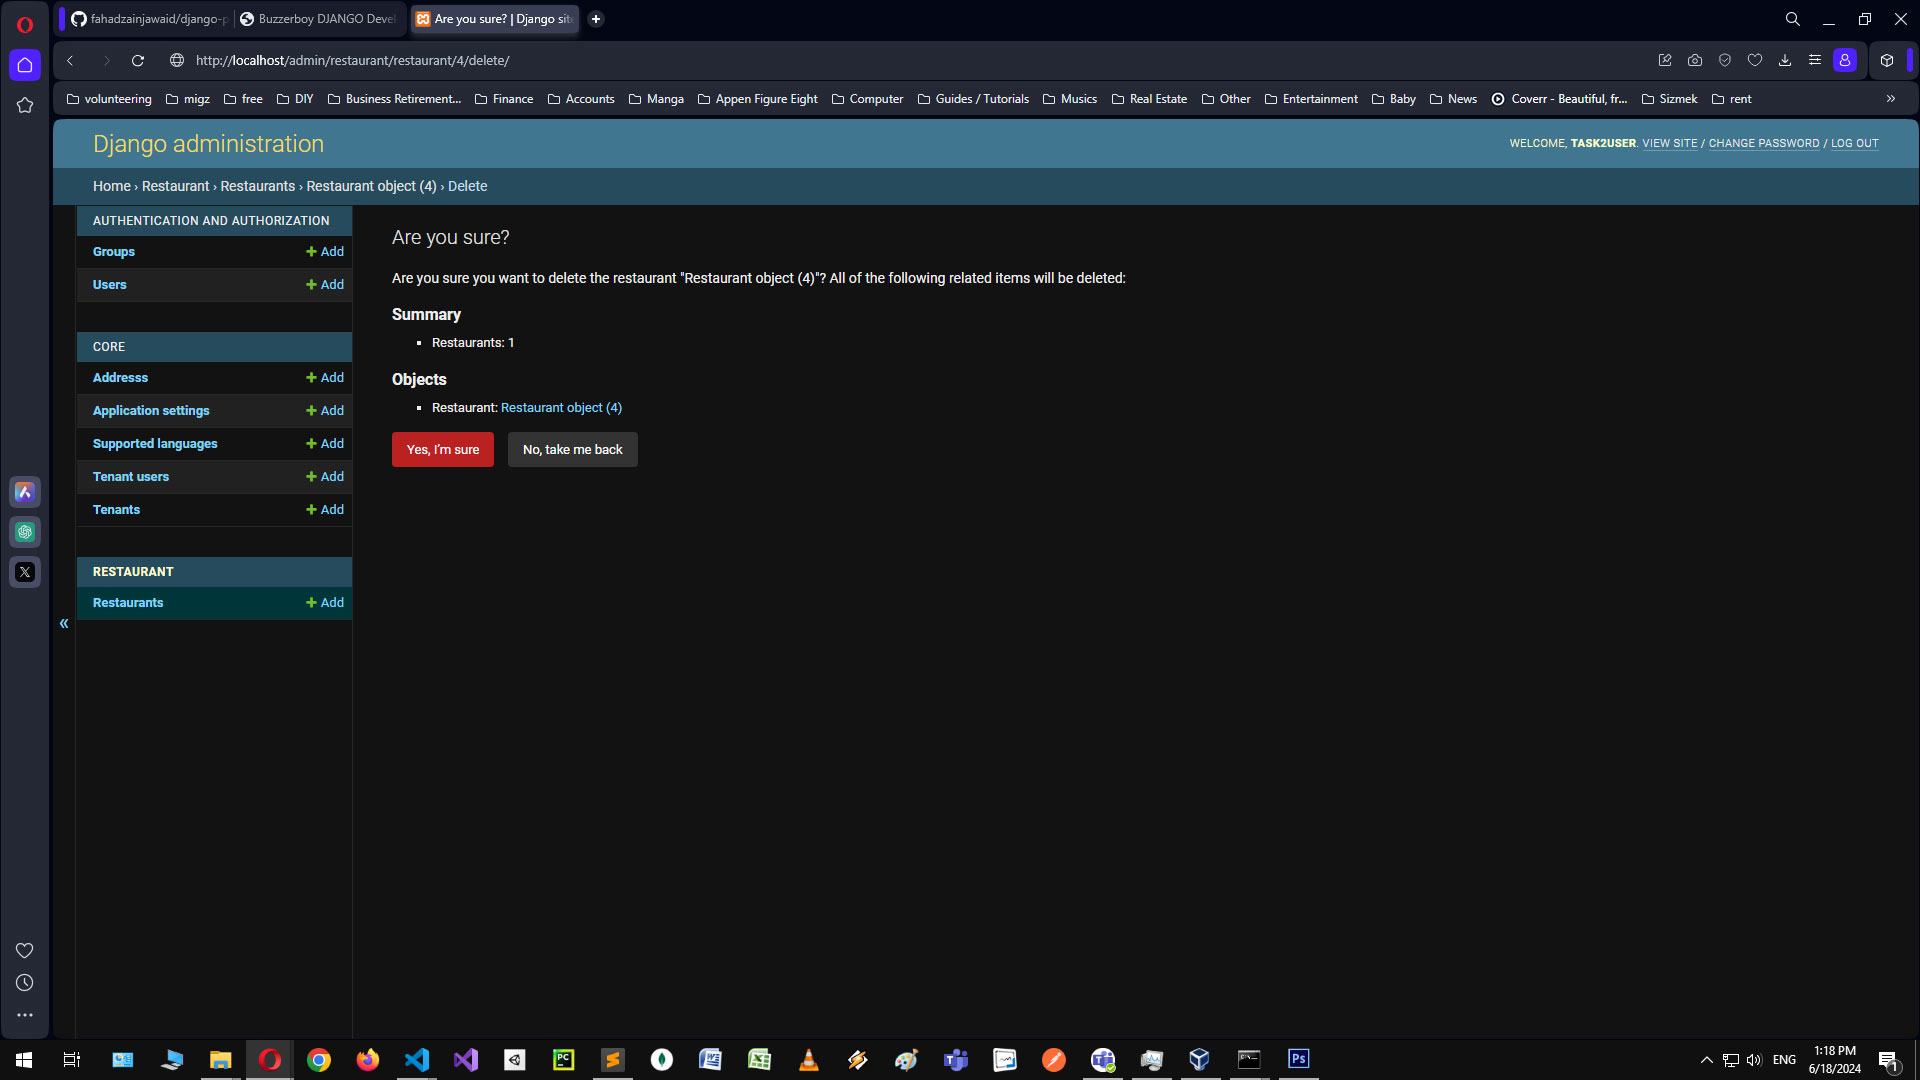 fahadzainjawaid/django-p
Buzzerboy DJANGO Deve
Are you sure? | Django site
http://localhost/admin/restaurant/restaurant/4/delete/
volunteering
migz
free
DIY
Business Retirement...
Finance
Accounts
Manga
Appen Figure Eight
Computer
Guides / Tutorials
Musics
Real Estate
Other
Entertainment
Baby
News
Coverr - Beautiful, fr...
Sizmek
rent
Django administration
WELCOME, TASK2USER. VIEW SITE / CHANGE PASSWORD / LOG OUT
Home › Restaurant › Restaurants › Restaurant object (4) › Delete
AUTHENTICATION AND AUTHORIZATION
Groups
Add
Users
Add
CORE
Addresss
Add
Application settings
Add
Supported languages
Add
Tenant users
Add
Tenants
Add
RESTAURANT
Restaurants
Add
«
Are you sure?
Are you sure you want to delete the restaurant "Restaurant object (4)"? All of the following related items will be deleted:
Summary
Restaurants: 1
Objects
Restaurant: Restaurant object (4)
Yes, I'm sure
No, take me back
ENG
1:18 PM
6/18/2024
1
PC
Ps